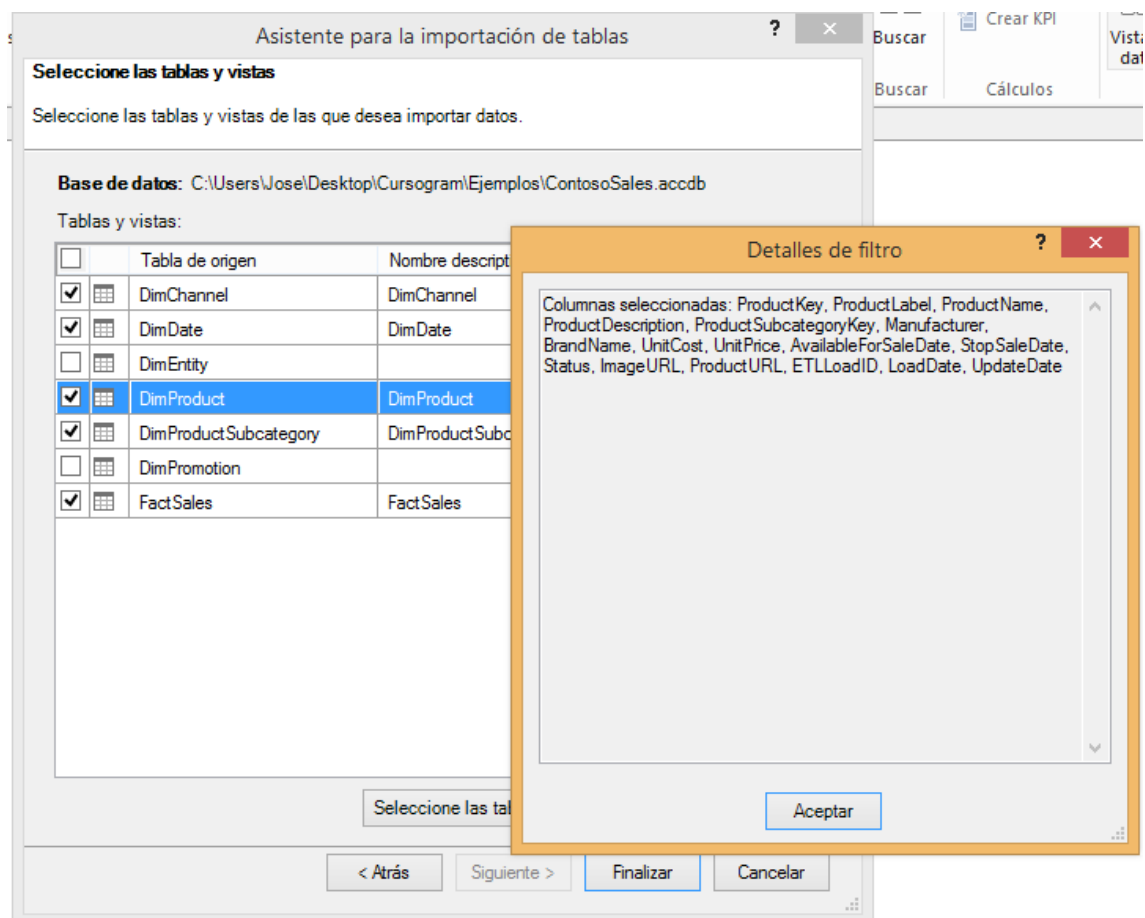 Asistente para la importación de tablas
?
Buscar
Crear KPI
Buscar
Cálculos
Seleccione las tablas y vistas
Seleccione las tablas y vistas de las que desea importar datos.
Base de datos: C:\Users\Jose\Desktop\Cursogram\Ejemplos\ContosoSales.accdb
Tablas y vistas:
Tabla de origen Nombre descript
DimChannel DimChannel
DimDate DimDate
DimEntity
DimProduct DimProduct
DimProductSubcategory DimProductSubc
DimPromotion
FactSales FactSales
Seleccione las tal
< Atrás Siguiente > Finalizar Cancelar
Detalles de filtro
?
Columnas seleccionadas: ProductKey, ProductLabel, ProductName,
ProductDescription, ProductSubcategoryKey, Manufacturer,
BrandName, UnitCost, UnitPrice, AvailableForSaleDate, StopSaleDate,
Status, ImageURL, ProductURL, ETLLoadID, LoadDate, UpdateDate
Aceptar